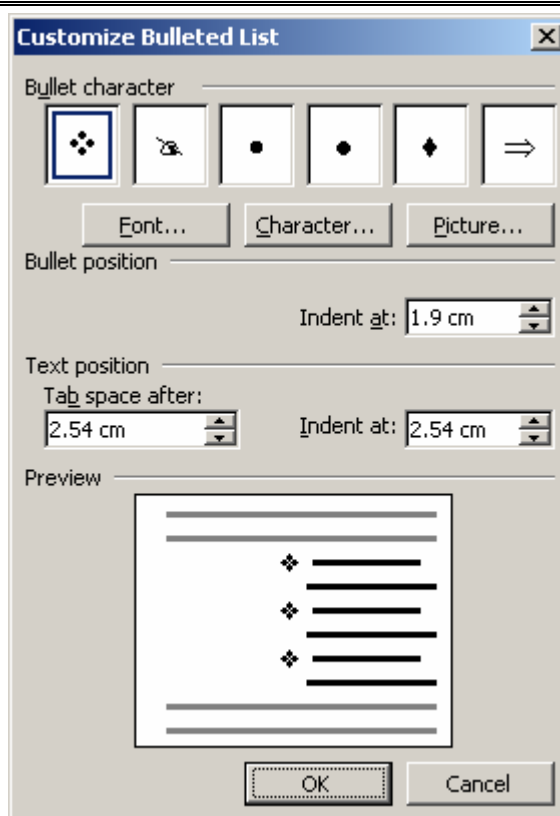 Customize Bulleted List
Bullet character
Font... Character... Picture...
Bullet position
Indent at: 1.9 cm
Text position
Tab space after:
2.54 cm Indent at: 2.54 cm
Preview
OK Cancel